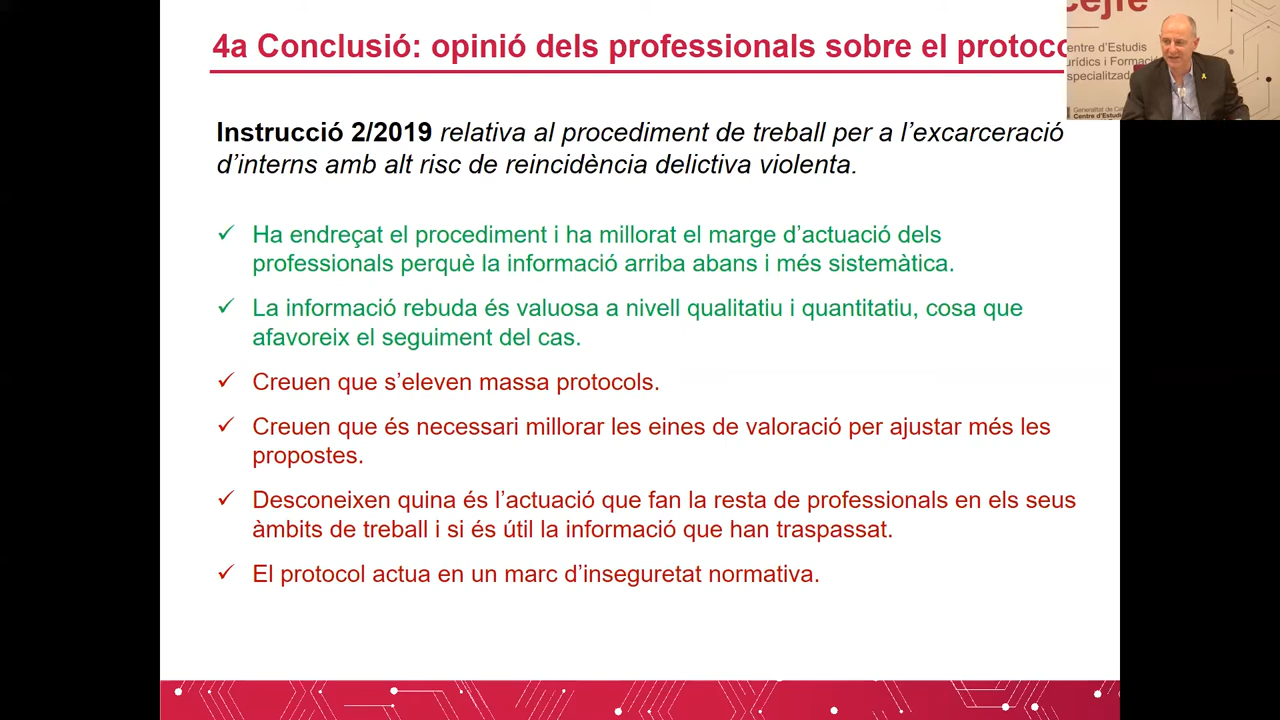 4a Conclusió: opinió dels professionals sobre el protoco
cejfe
Centre d'Estudis
Jurídics i Formació
Especialitzada
Generalitat de Ca
Centre d'Estu
Instrucció 2/2019 relativa al procediment de treball per a l'excarceració
d'interns amb alt risc de reincidència delictiva violenta.
Ha endreçat el procediment i ha millorat el marge d'actuació dels
professionals perquè la informació arriba abans i més sistemàtica.
La informació rebuda és valuosa a nivell qualitatiu i quantitatiu, cosa que
afavoreix el seguiment del cas.
Creuen que s'eleven massa protocols.
Creuen que és necessari millorar les eines de valoració per ajustar més les
propostes.
Desconeixen quina és l'actuació que fan la resta de professionals en els seus
àmbits de treball i si és útil la informació que han traspassat.
El protocol actua en un marc d'inseguretat normativa.